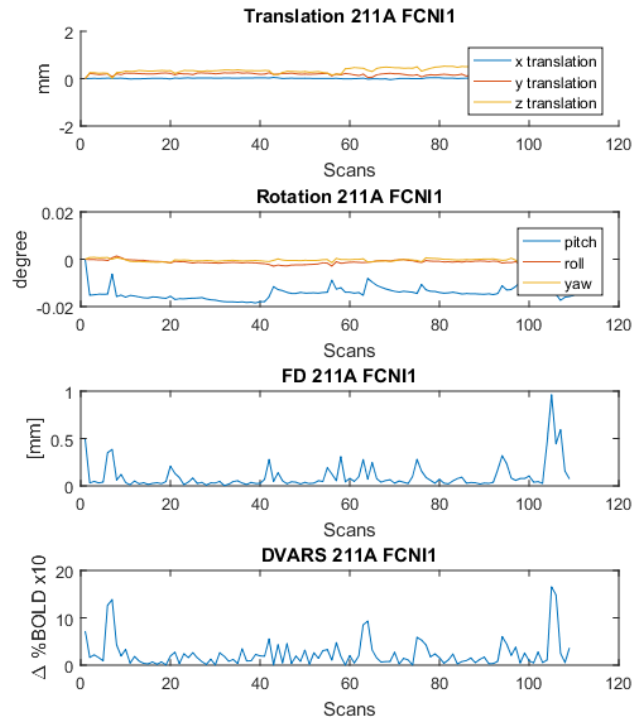 Translation 211A FCNI1
2
0
-2
mm
x translation
y translation
z translation
0 20 40 60 80 100 120
Scans
Rotation 211A FCNI1
0.02
0
-0.02
degree
pitch
roll
yaw
0 20 40 60 80 100 120
Scans
FD 211A FCNI1
1
0.5
0
[mm]
0 20 40 60 80 100 120
Scans
DVARS 211A FCNI1
20
10
0
Δ %BOLD x10
0 20 40 60 80 100 120
Scans